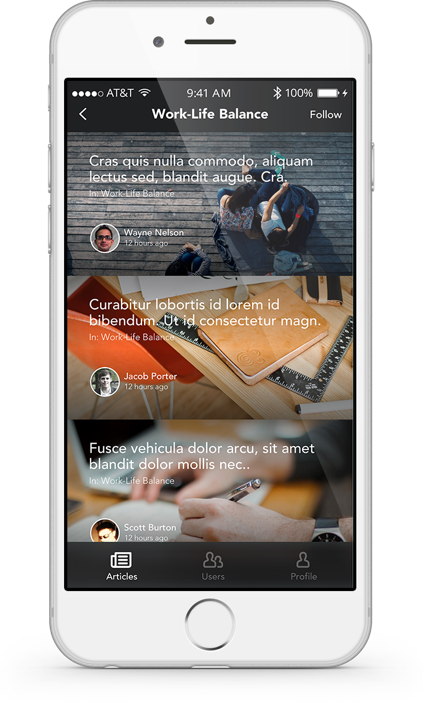 AT&T 9:41 AM 100%
Work-Life Balance Follow
Cras quis nulla commodo, aliquam
lectus sed, blandit augue. Cra.
In: Work-Life Balance
Wayne Nelson
12 hours ago
Curabitur lobortis id lorem id
bibendum. Ut id consectetur magn.
In: Work-Life Balance
Jacob Porter
12 hours ago
Fusce vehicula dolor arcu, sit amet
blandit dolor mollis nec..
In: Work-Life Balance
Scott Burton
12 hours ago
Articles Users Profile